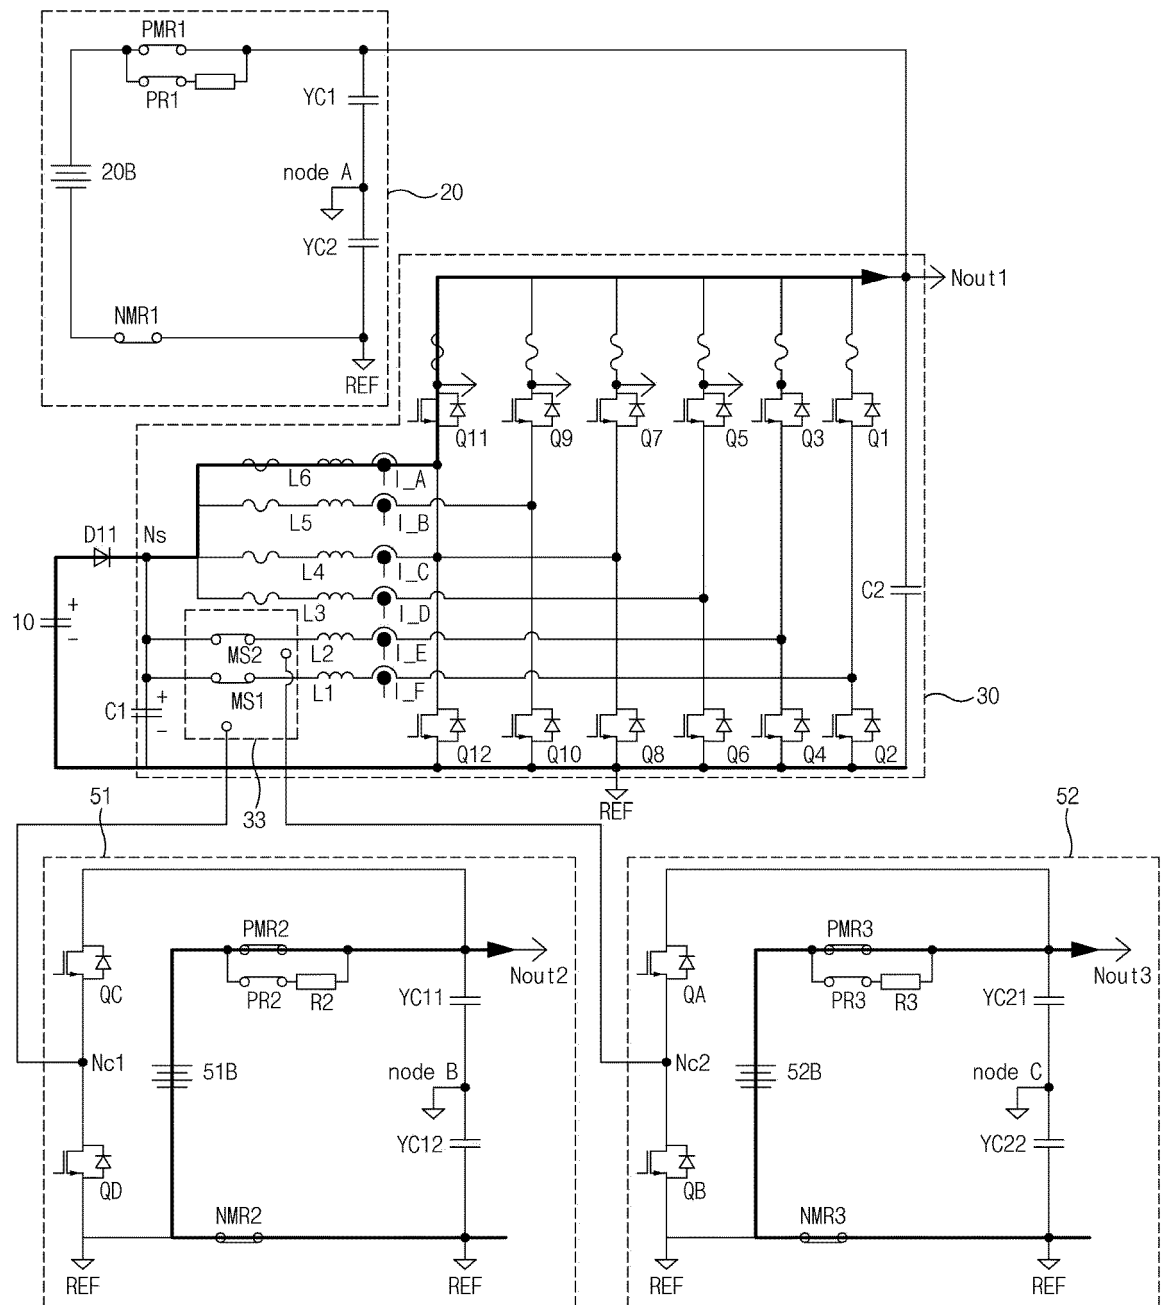 PMR1
PR1
YC1
20B
node A
20
YC2
NMR1
REF
Nout1
Q11
Q9
Q7
Q5
Q3
Q1
L6
I_A
L5
I_B
D11
Ns
L4
I_C
C2
10
+
−
L3
I_D
MS2
L2
I_E
MS1
L1
I_F
C1
+
−
30
Q12
Q10
Q8
Q6
Q4
Q2
33
REF
51
52
PMR2
PMR3
QC
PR2
R2
Nout2
YC11
QA
PR3
R3
Nout3
YC21
Nc1
51B
node B
Nc2
52B
node C
YC12
YC22
QD
QB
NMR2
NMR3
REF
REF
REF
REF